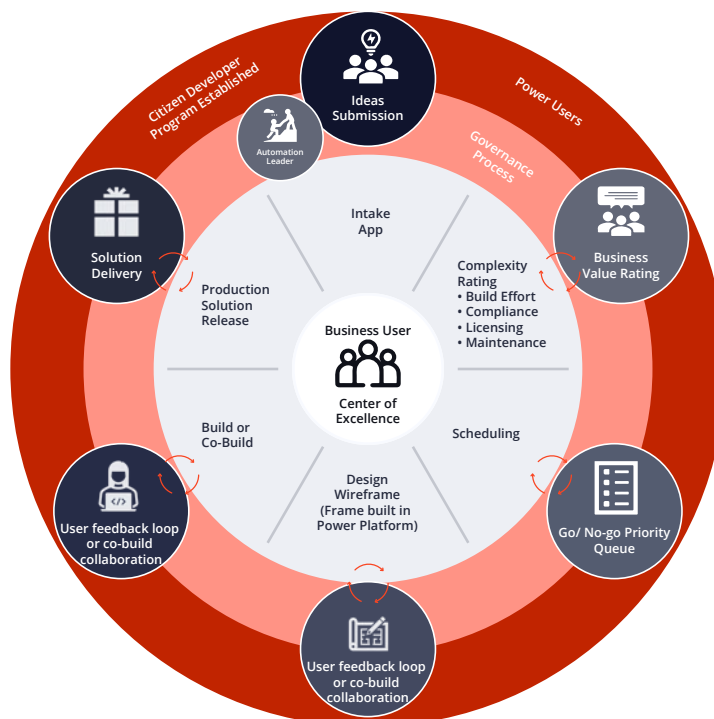 Citizen Developer
Program Established
Ideas
Submission
Power Users
Automation
Leader
Governance
Process
Solution
Delivery
Business
Value Rating
Intake
App
Production
Solution
Release
Complexity
Rating
• Build Effort
• Compliance
• Licensing
• Maintenance
Business User
Center of
Excellence
Build or
Co-Build
Scheduling
Design
Wireframe
(Frame built in
Power Platform)
User feedback loop
or co-build
collaboration
Go/ No-go Priority
Queue
User feedback loop
or co-build
collaboration